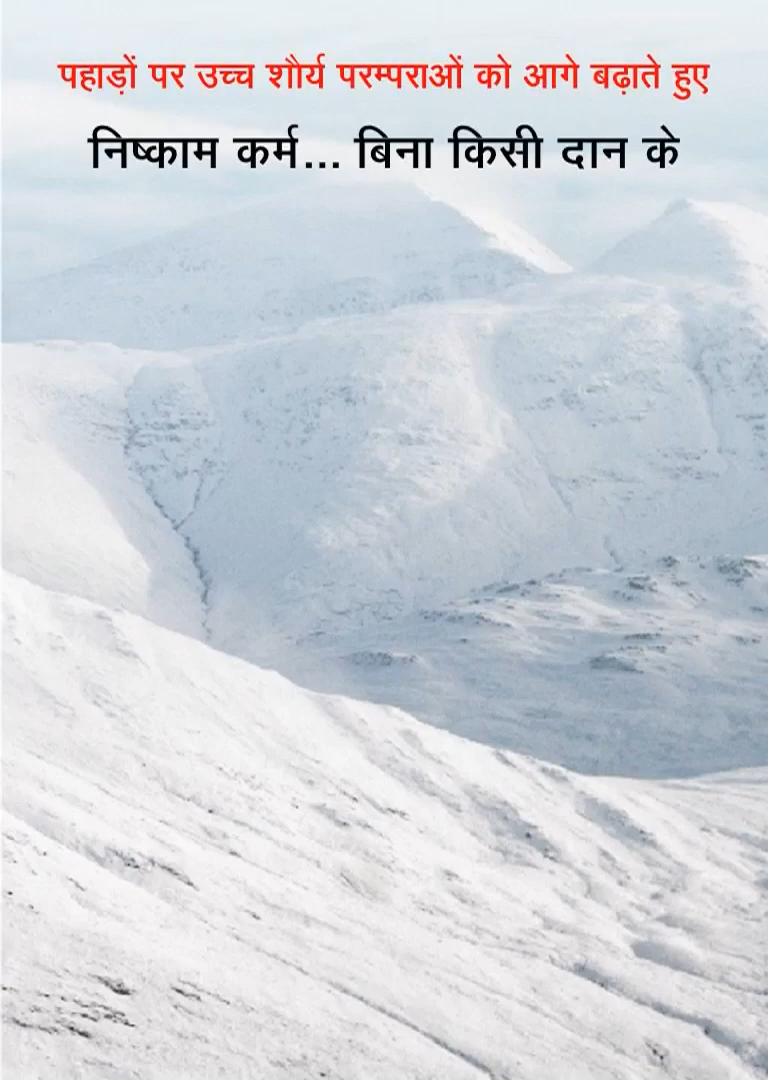 पहाड़ों पर उच्च शौर्य परम्पराओं को आगे बढ़ाते हुए
निष्काम कर्म... बिना किसी दान के